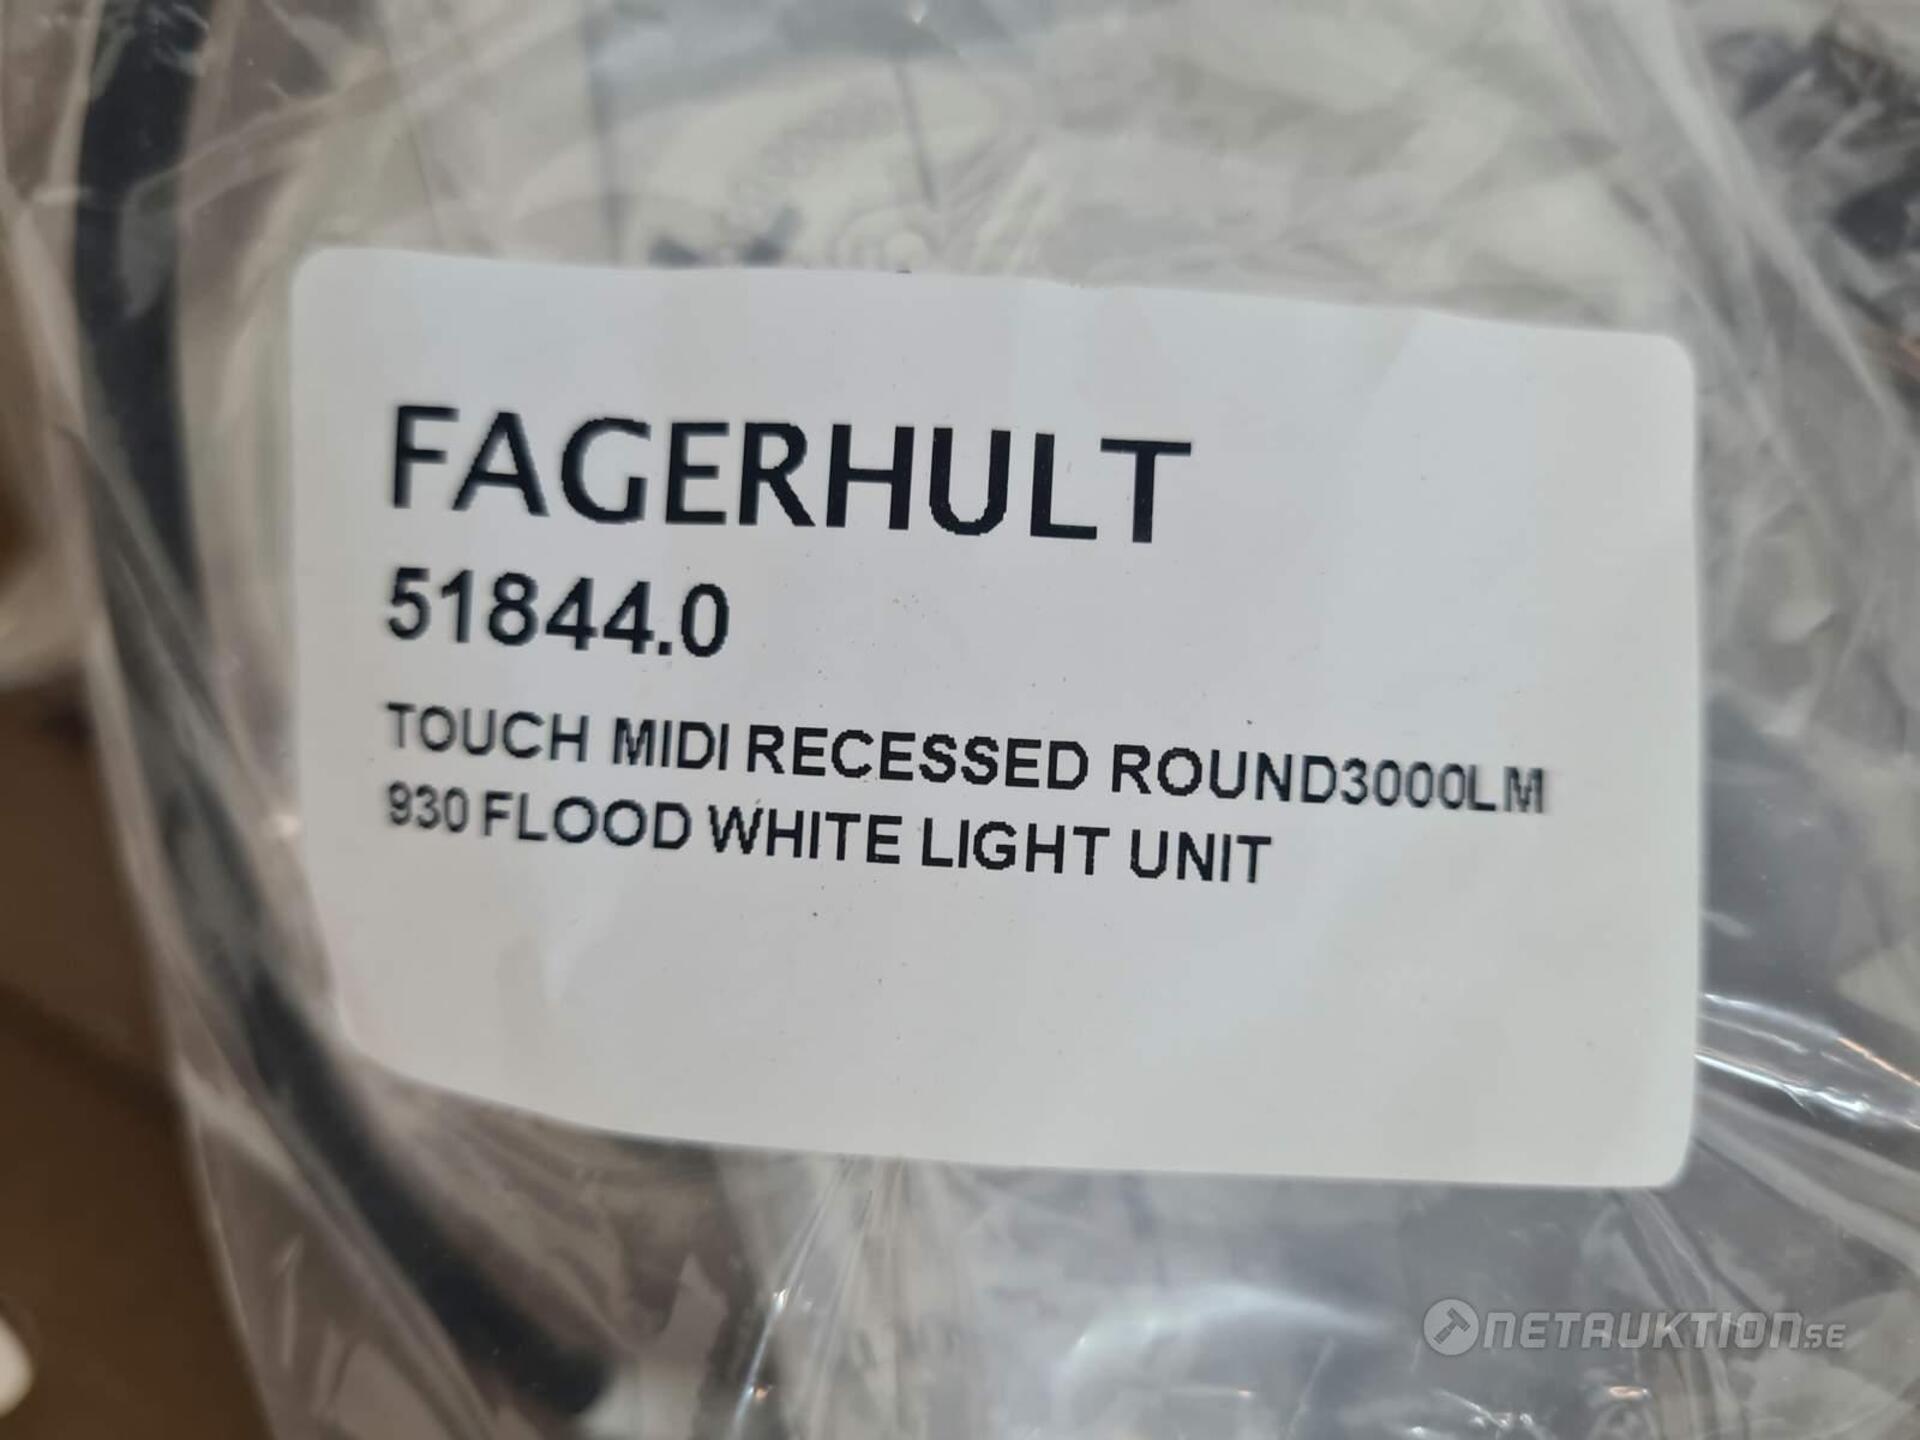 FAGERHULT
51844.0
TOUCH MIDI RECESSED ROUND3000LM
930 FLOOD WHITE LIGHT UNIT
NETAUKTION.SE